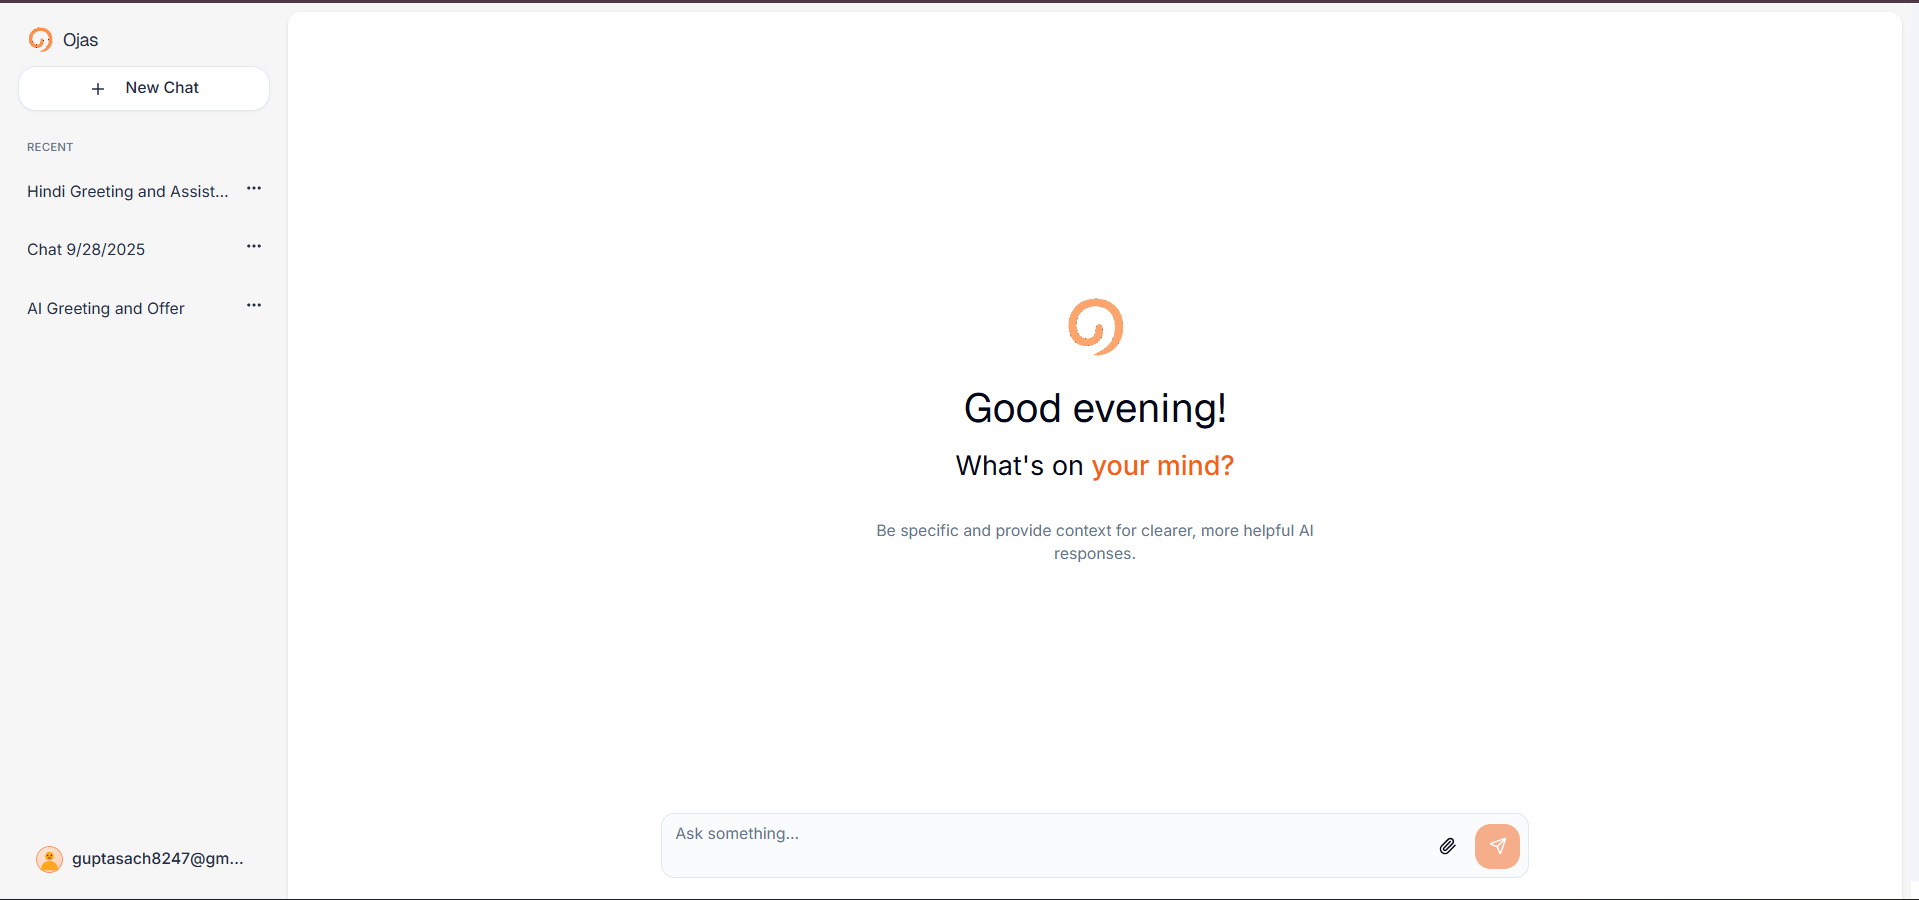 Ojas
New Chat
RECENT
Hindi Greeting and Assist...
Chat 9/28/2025
AI Greeting and Offer
guptasach8247@gm...
Good evening!
What's on your mind?
Be specific and provide context for clearer, more helpful AI
responses.
Ask something...